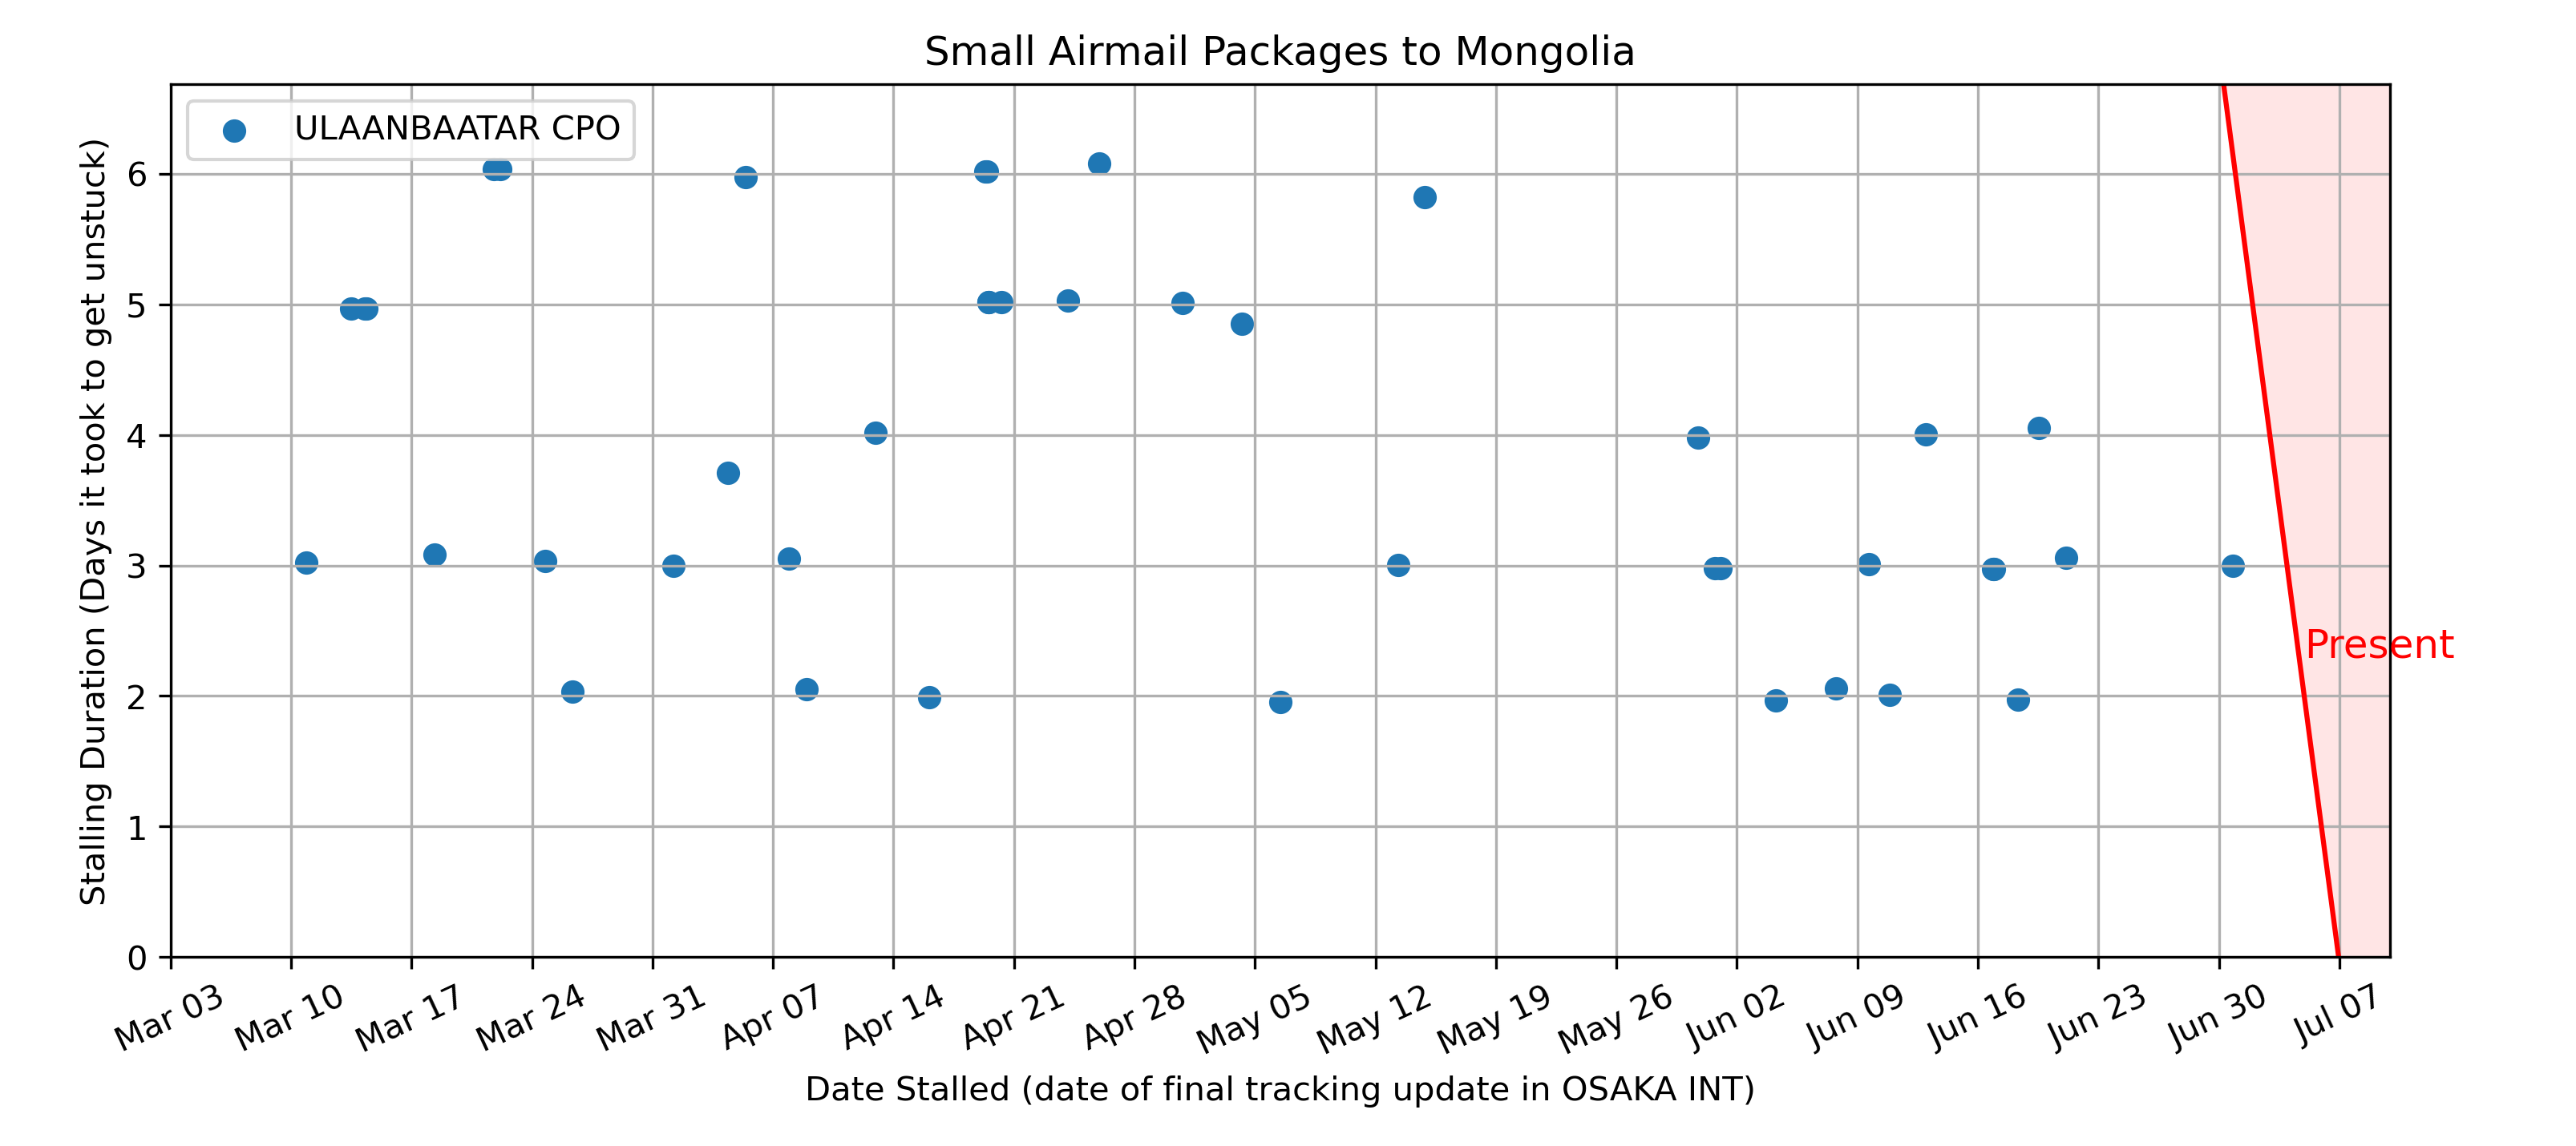 Small Airmail Packages to Mongolia
ULAANBAATAR CPO
Stalling Duration (Days it took to get unstuck)
6
5
4
3
2
1
0
Present
Mar 03
Mar 10
Mar 17
Mar 24
Mar 31
Apr 07
Apr 14
Apr 21
Apr 28
May 05
May 12
May 19
May 26
Jun 02
Jun 09
Jun 16
Jun 23
Jun 30
Jul 07
Date Stalled (date of final tracking update in OSAKA INT)